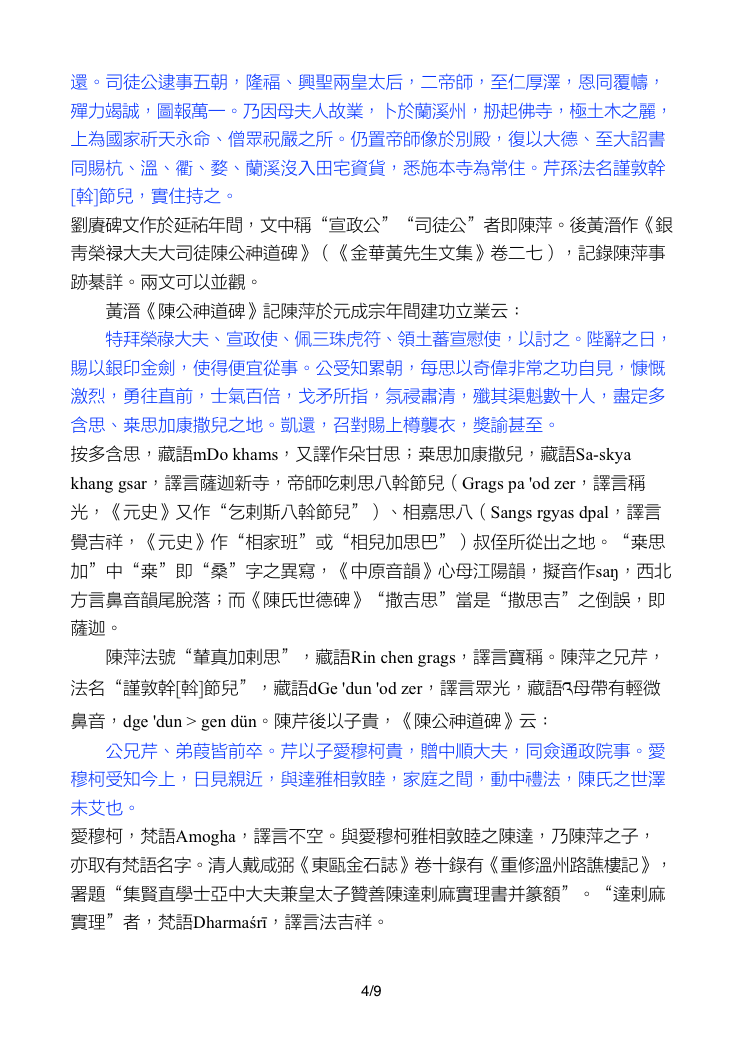 還。司徒公逮事五朝，隆福、興聖兩皇太后，二帝師，至仁厚澤，恩同覆幬，
殫力竭誠，圖報萬一。乃因母夫人故業，卜於蘭溪州，刱起佛寺，極土木之麗，
上為國家祈天永命、僧眾祝嚴之所。仍置帝師像於別殿，復以大德、至大詔書
同賜杭、溫、衢、婺、蘭溪沒入田宅資貨，悉施本寺為常住。芹孫法名謹敦幹
[斡]節兒，實住持之。
劉賡碑文作於延祐年間，文中稱“宣政公”“司徒公”者即陳萍。後黃溍作《銀
青榮禄大夫大司徒陳公神道碑》（《金華黃先生文集》卷二七），記錄陳萍事
跡綦詳。兩文可以並觀。
黃溍《陳公神道碑》記陳萍於元成宗年間建功立業云：
特拜榮祿大夫、宣政使、佩三珠虎符、領土蕃宣慰使，以討之。陛辭之日，
賜以銀印金劍，使得便宜從事。公受知累朝，每思以奇偉非常之功自見，慷慨
激烈，勇往直前，士氣百倍，戈矛所指，氛祲肅清，殲其渠魁數十人，盡定多
含思、桒思加康撒兒之地。凱還，召對賜上樽襲衣，獎諭甚至。
按多含思，藏語mDo khams，又譯作朵甘思；桒思加康撒兒，藏語Sa-skya
khang gsar，譯言薩迦新寺，帝師吃剌思八斡節兒（Grags pa 'od zer，譯言稱
光，《元史》又作“乞剌斯八斡節兒”）、相嘉思八（Sangs rgyas dpal，譯言
覺吉祥，《元史》作“相家班”或“相兒加思巴”）叔侄所從出之地。“桒思
加”中“桒”即“桑”字之異寫，《中原音韻》心母江陽韻，擬音作saŋ，西北
方言鼻音韻尾脫落；而《陳氏世德碑》“撒吉思”當是“撒思吉”之倒誤，即
薩迦。
陳萍法號“輦真加剌思”，藏語Rin chen grags，譯言寶稱。陳萍之兄芹，
法名“謹敦幹[斡]節兒”，藏語dGe 'dun 'od zer，譯言眾光，藏語འ母帶有輕微
鼻音，dge 'dun > gen dün。陳芹後以子貴，《陳公神道碑》云：
公兄芹、弟葭皆前卒。芹以子愛穆柯貴，贈中順大夫，同僉通政院事。愛
穆柯受知今上，日見親近，與達雅相敦睦，家庭之間，動中禮法，陳氏之世澤
未艾也。
愛穆柯，梵語Amogha，譯言不空。與愛穆柯雅相敦睦之陳達，乃陳萍之子，
亦取有梵語名字。清人戴咸弼《東甌金石誌》卷十錄有《重修溫州路譙樓記》，
署題“集賢直學士亞中大夫兼皇太子贊善陳達剌麻實理書并篆額”。“達剌麻
實理”者，梵語Dharmaśrī，譯言法吉祥。
4/9